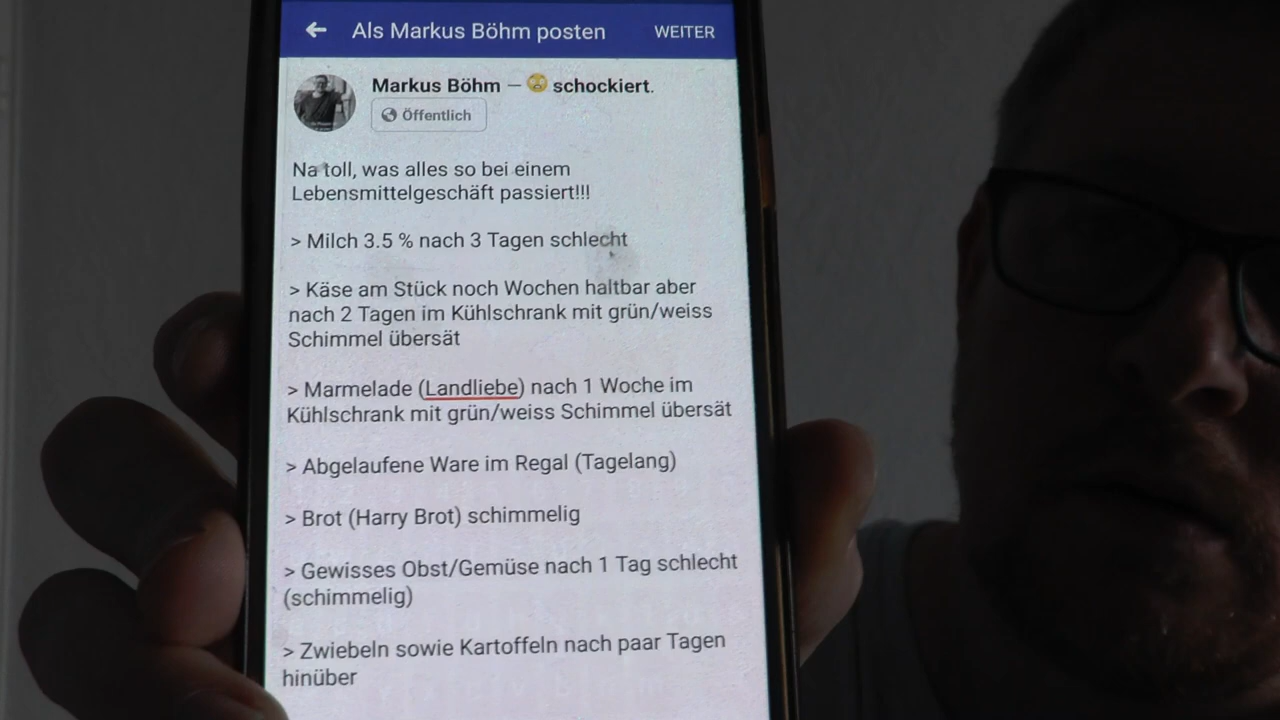 Als Markus Böhm posten WEITER
Markus Böhm — schockiert.
Öffentlich
Na toll, was alles so bei einem
Lebensmittelgeschäft passiert!!!
> Milch 3.5 % nach 3 Tagen schlecht
> Käse am Stück noch Wochen haltbar aber
nach 2 Tagen im Kühlschrank mit grün/weiss
Schimmel übersät
> Marmelade (Landliebe) nach 1 Woche im
Kühlschrank mit grün/weiss Schimmel übersät
> Abgelaufene Ware im Regal (Tagelang)
> Brot (Harry Brot) schimmelig
> Gewisses Obst/Gemüse nach 1 Tag schlecht
(schimmelig)
> Zwiebeln sowie Kartoffeln nach paar Tagen
hinüber